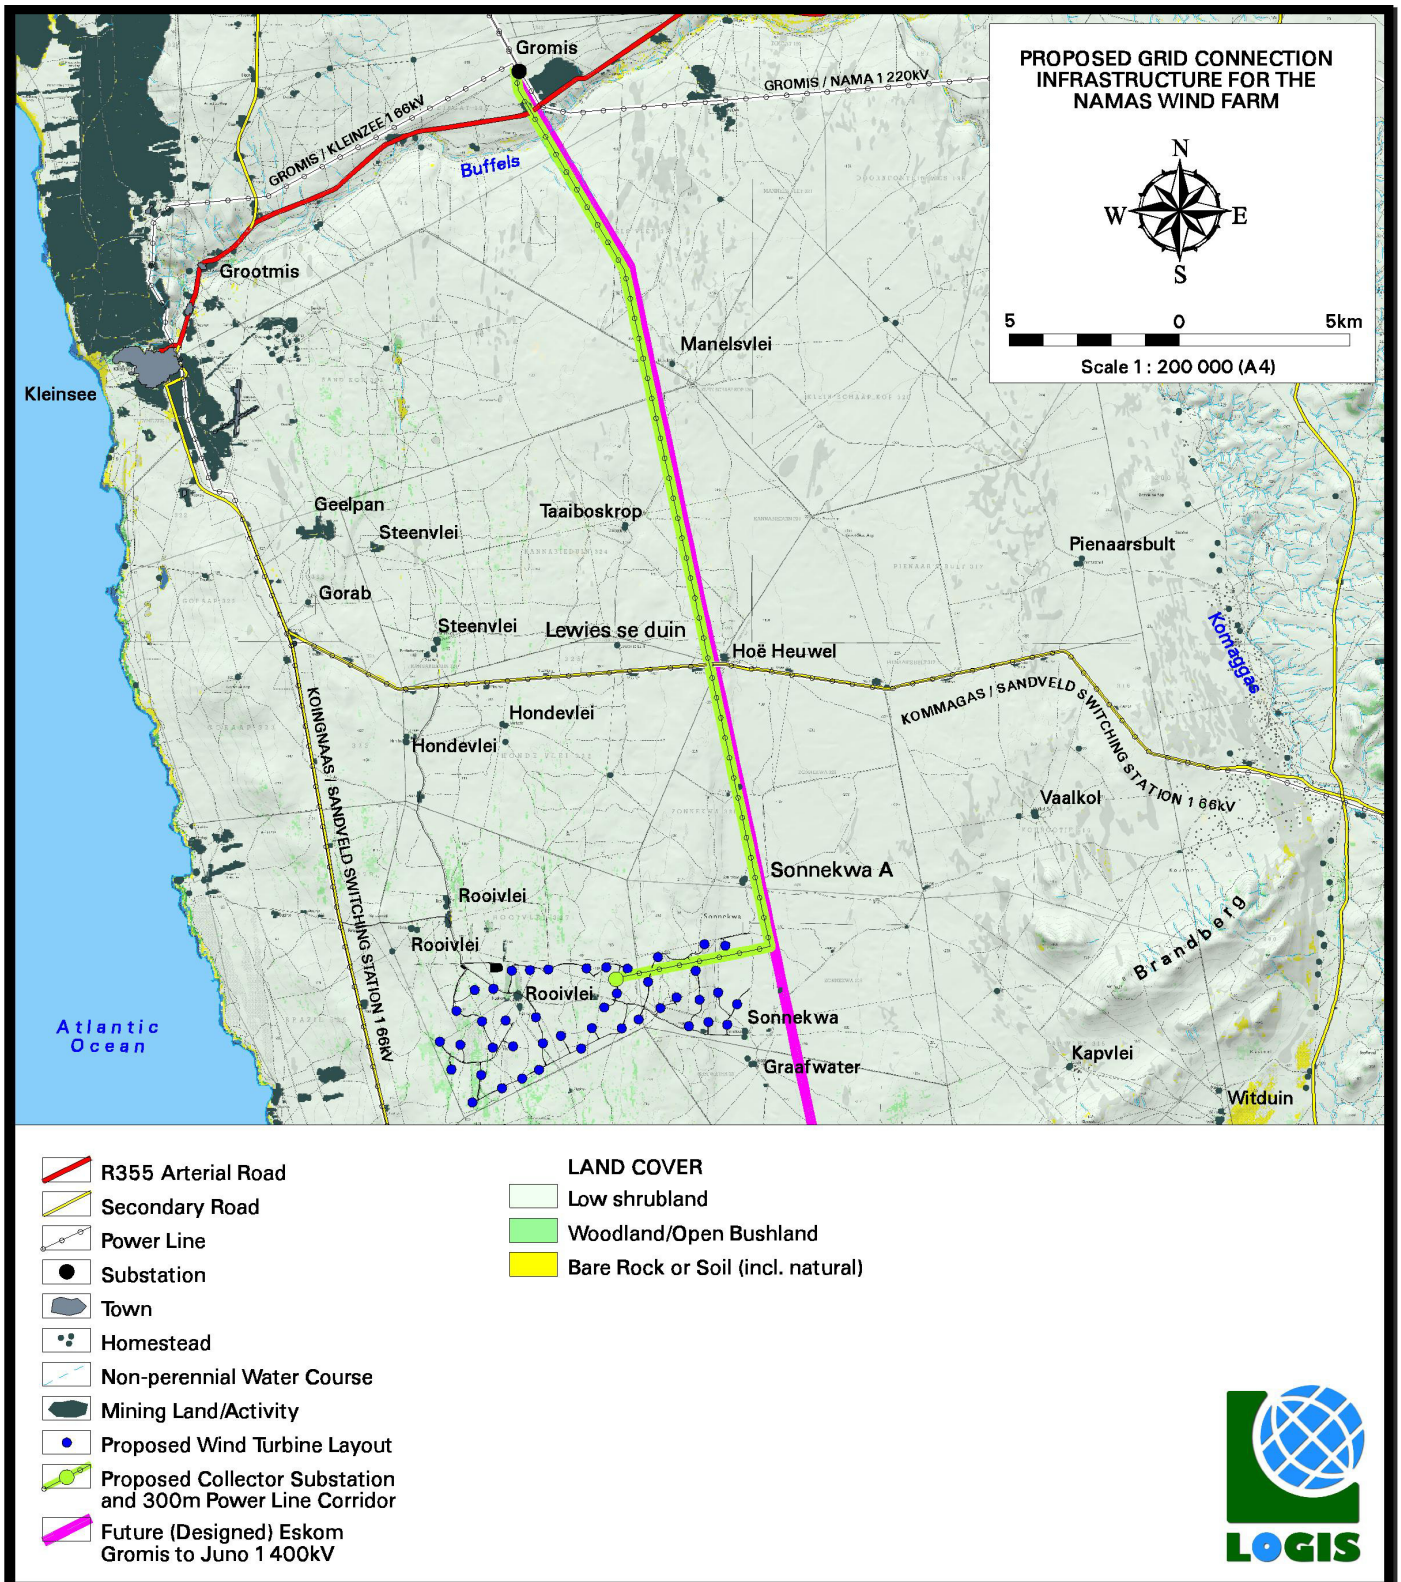 PROPOSED GRID CONNECTION
INFRASTRUCTURE FOR THE
NAMAS WIND FARM
N
W
E
S
5
0
5km
Scale 1 : 200 000 (A4)
Gromis
GROMIS / NAMA 1 220kV
GROMIS / KLEINZEE 1 66kV
Buffels
Grootmis
Manelsvlei
Kleinsee
Geelpan
Steenvlei
Taaiboskrop
Pienaarsbult
Gorab
Steenvlei
Lewies se duin
Hoë Heuwel
Komaggas
KOMMAGAS / SANDVELD SWITCHING STATION 1 66kV
KOINGNAAS / SANDVELD SWITCHING STATION 1 66kV
Hondevlei
Hondevlei
Vaalkol
Sonnekwa A
Rooivlei
Rooivlei
Brandberg
Rooivlei
Sonnekwa
Atlantic
Ocean
Graafwater
Kapvlei
Witduin
R355 Arterial Road
Secondary Road
Power Line
Substation
Town
Homestead
Non-perennial Water Course
Mining Land/Activity
Proposed Wind Turbine Layout
Proposed Collector Substation
and 300m Power Line Corridor
Future (Designed) Eskom
Gromis to Juno 1 400kV
LAND COVER
Low shrubland
Woodland/Open Bushland
Bare Rock or Soil (incl. natural)
LOGIS